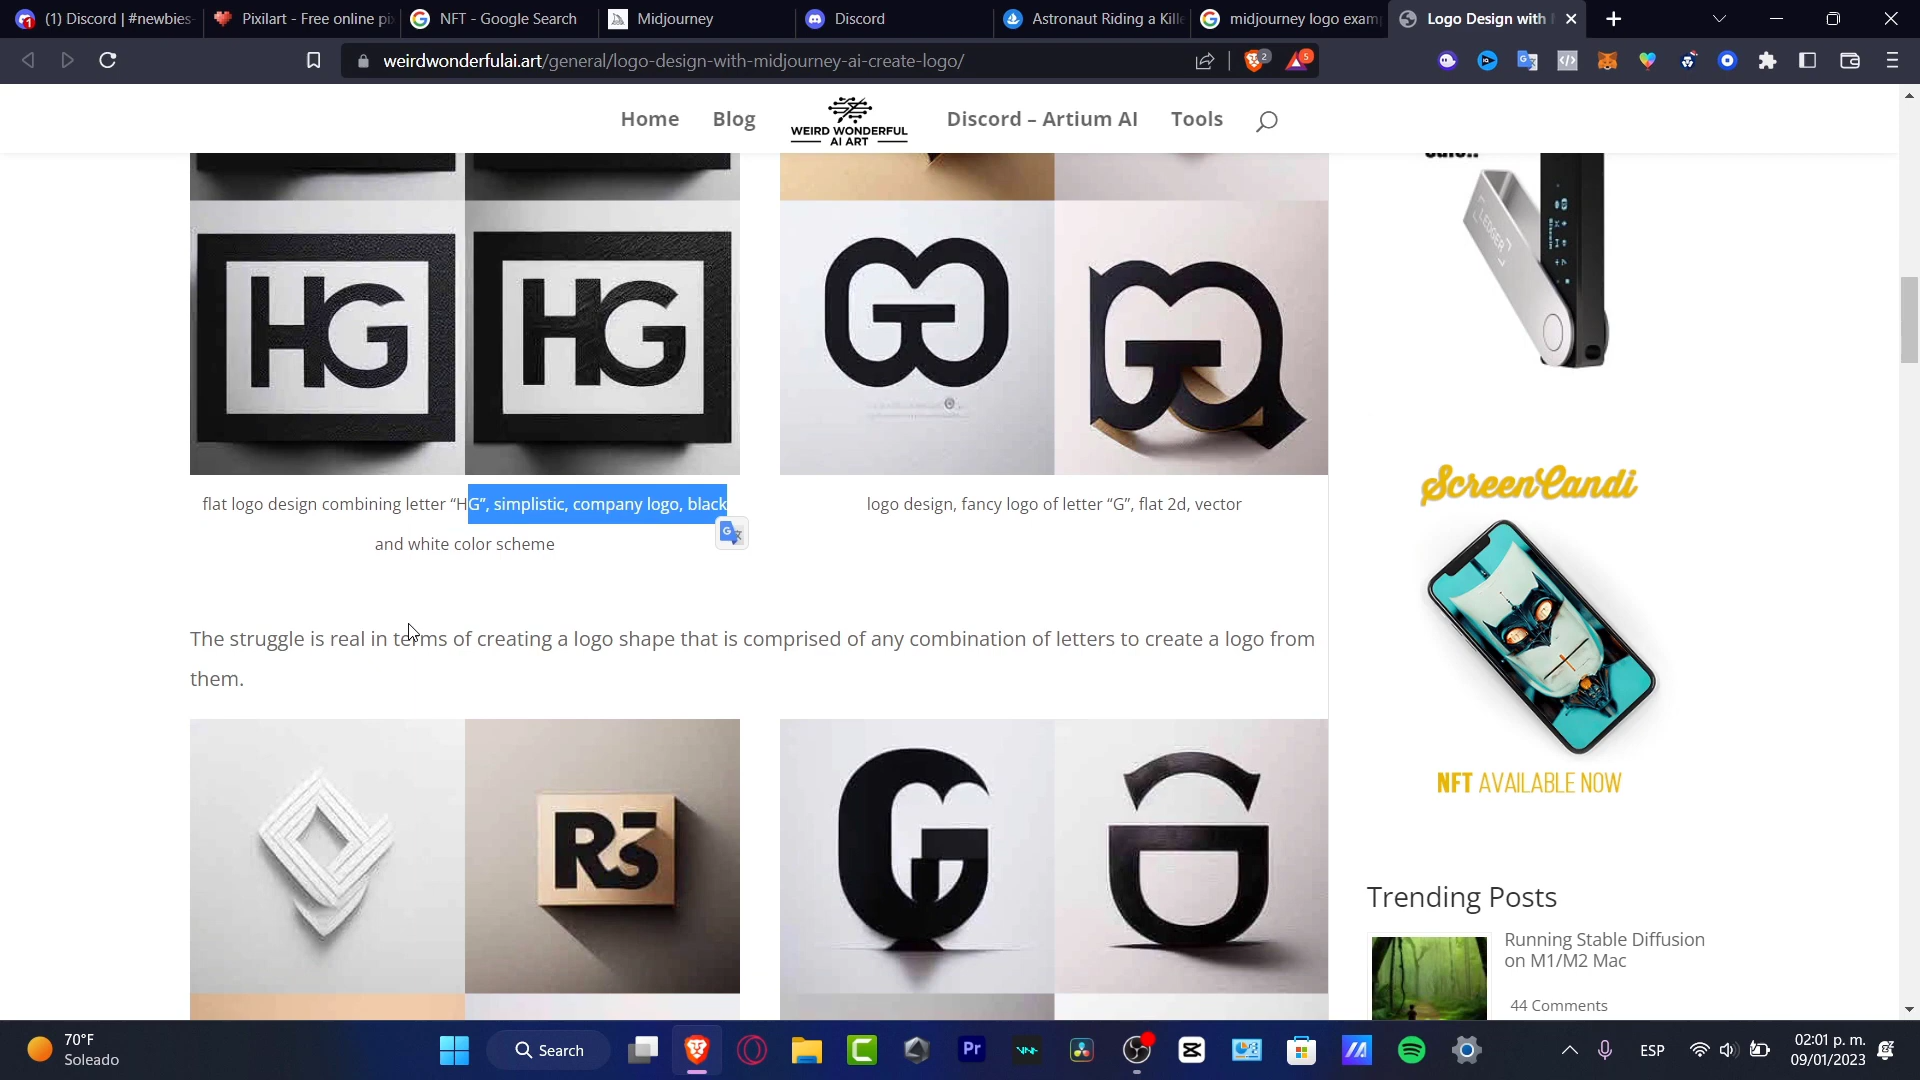 (1) Discord | #newbies-
Pixilart - Free online pi
NFT - Google Search
Midjourney
Discord
Astronaut Riding a Kille
midjourney logo exam
Logo Design with
weirdwonderfulai.art/general/logo-design-with-midjourney-ai-create-logo/
2
5
Home
Blog
WEIRD WONDERFUL
AI ART
Discord – Artium AI
Tools
LEDGER
HG
HG
G
flat logo design combining letter “HG”, simplistic, company logo, black
and white color scheme
logo design, fancy logo of letter “G”, flat 2d, vector
ScreenCandi
NFT AVAILABLE NOW
The struggle is real in terms of creating a logo shape that is comprised of any combination of letters to create a logo from
them.
G
Trending Posts
Running Stable Diffusion
on M1/M2 Mac
44 Comments
70°F
Soleado
Search
Pr
ESP
02:01 p. m.
09/01/2023